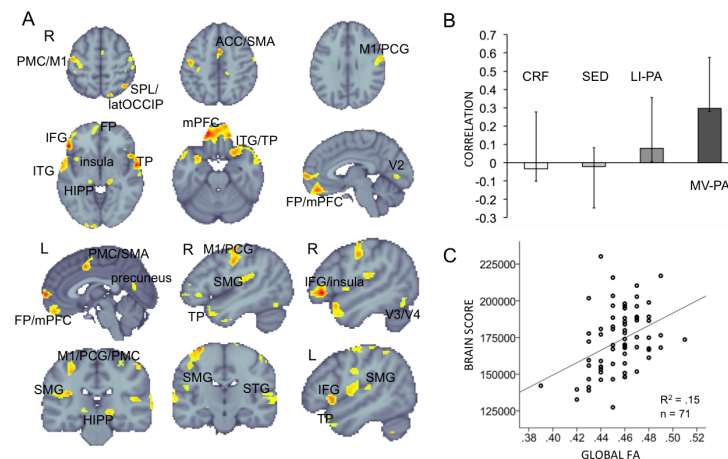 A
R
PMC/M1
SPL/
latOCCIP
ACC/SMA
M1/PCG
FP
IFG
insula
ITG
TP
HIPP
mPFC
ITG/TP
V2
FP/mPFC
L
PMC/SMA
precuneus
FP/mPFC
R
M1/PCG
SMG
TP
R
IFG/insula
V3/V4
M1/PCG/PMC
SMG
HIPP
SMG
STG
L
IFG
SMG
TP
B
CORRELATION
0.7
0.6
0.5
0.4
0.3
0.2
0.1
0
-0.1
-0.2
-0.3
CRF
SED
LI-PA
MV-PA
C
BRAIN SCORE
225000
200000
175000
150000
125000
R² = .15
n = 71
.38 .40 .42 .44 .46 .48 .50 .52
GLOBAL FA